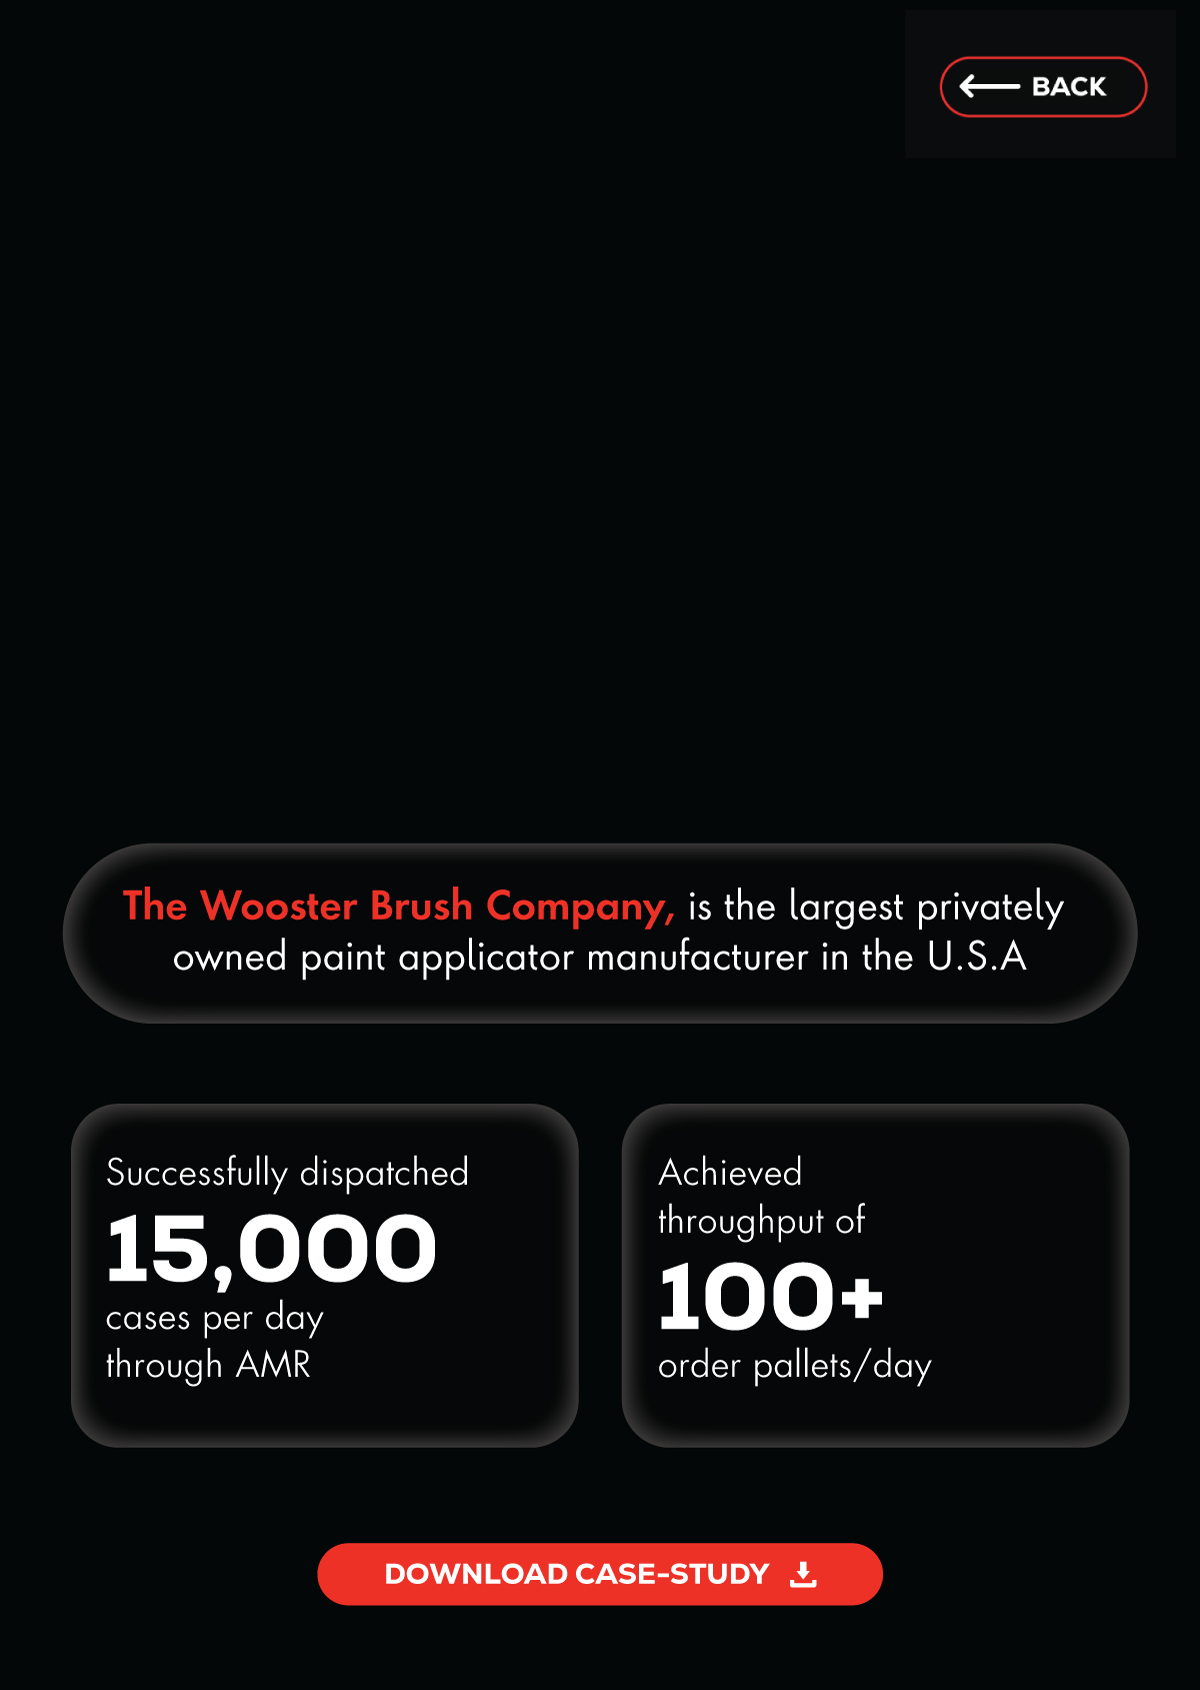 BACK
The Wooster Brush Company, is the largest privately
owned paint applicator manufacturer in the U.S.A
Successfully dispatched
15,000
cases per day
through AMR
Achieved
throughput of
100+
order pallets/day
DOWNLOAD CASE-STUDY